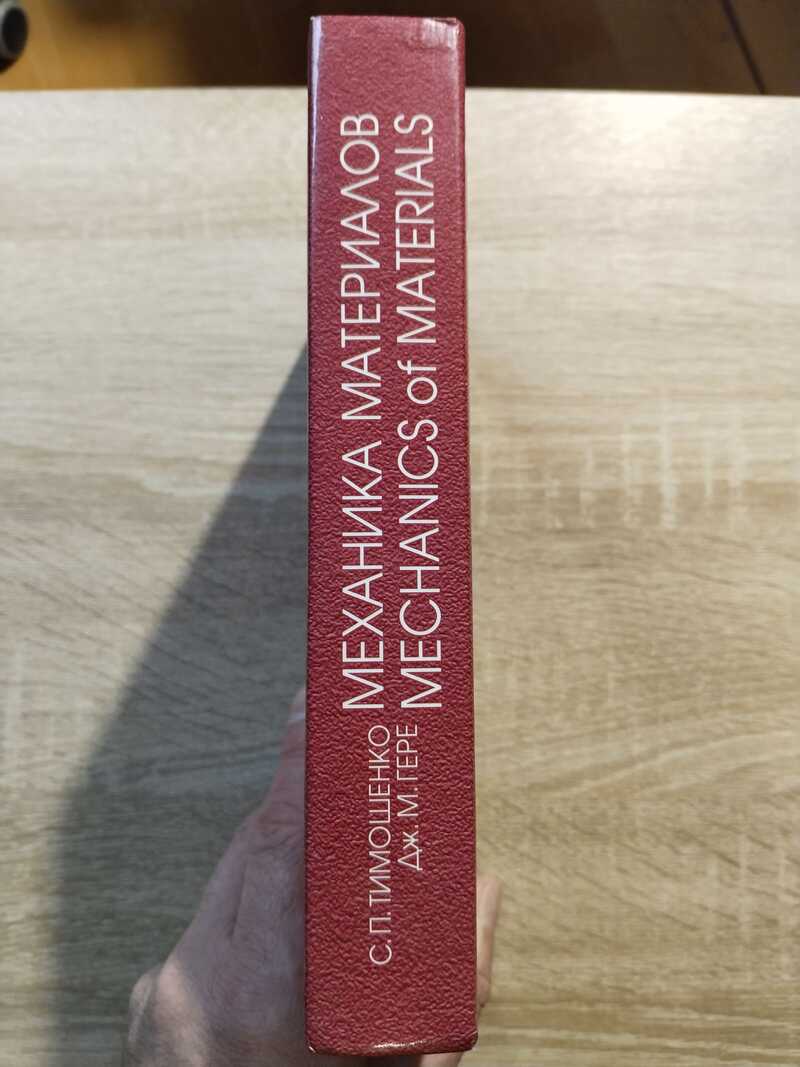 С. П. ТИМОШЕНКО
Дж. М. ГЕРЕ
МЕХАНИКА МАТЕРИАЛОВ
MECHANICS of MATERIALS